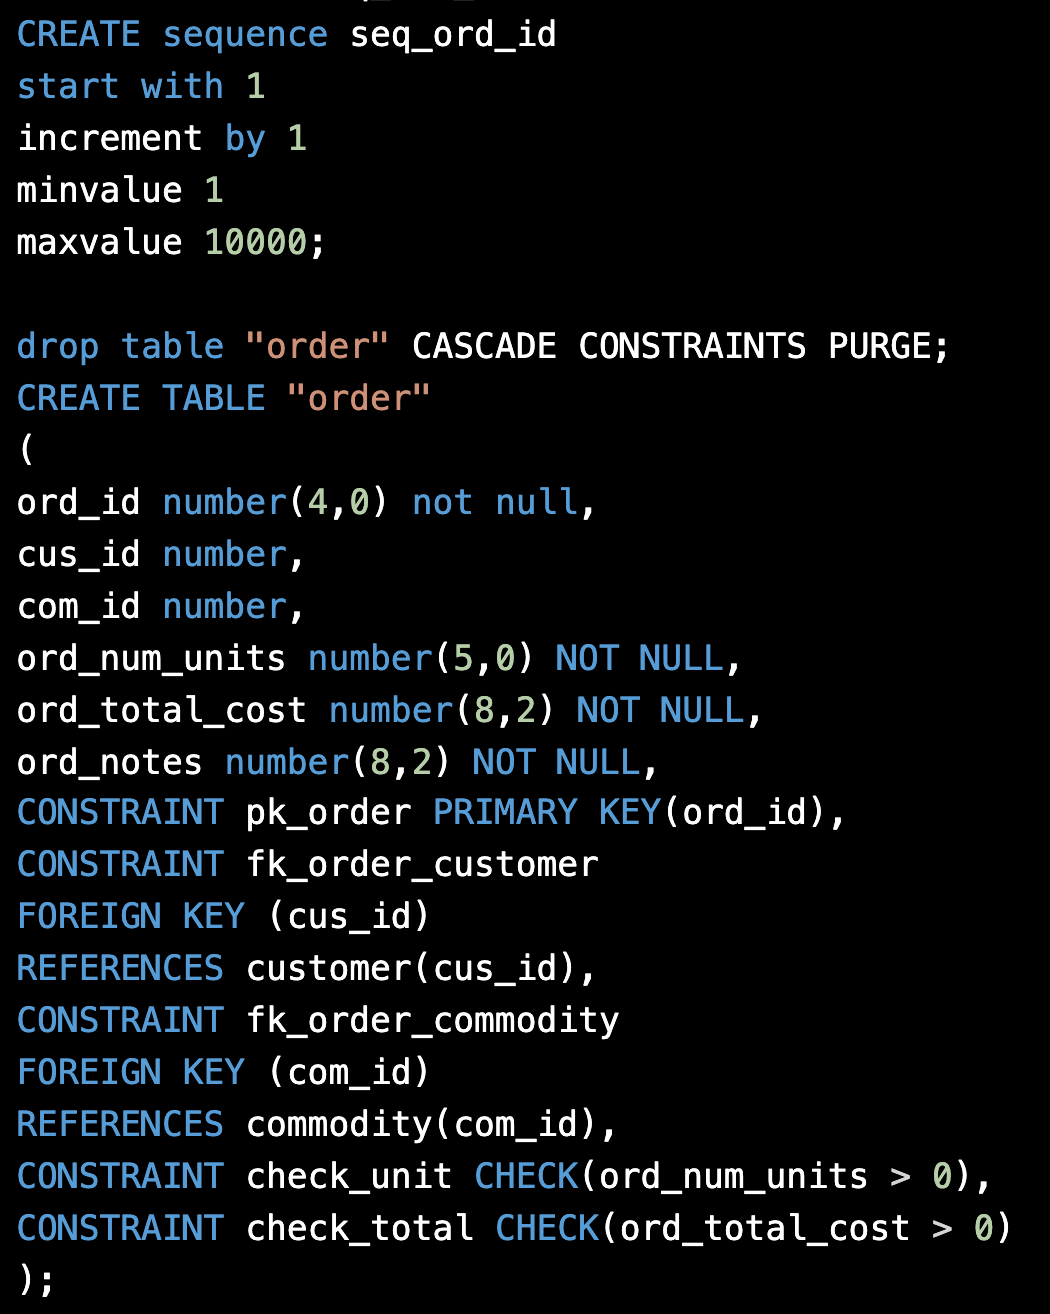 CREATE sequence seq_ord_id
start with 1
increment by 1
minvalue 1
maxvalue 10000;
drop table "order" CASCADE CONSTRAINTS PURGE;
CREATE TABLE "order"
(
ord_id number(4,0) not null,
cus_id number,
com_id number,
ord_num_units number(5,0) NOT NULL,
ord_total_cost number(8,2) NOT NULL,
ord_notes number(8,2) NOT NULL,
CONSTRAINT pk_order PRIMARY KEY(ord_id),
CONSTRAINT fk_order_customer
FOREIGN KEY (cus_id)
REFERENCES customer(cus_id),
CONSTRAINT fk_order_commodity
FOREIGN KEY (com_id)
REFERENCES commodity(com_id),
CONSTRAINT check_unit CHECK(ord_num_units > 0),
CONSTRAINT check_total CHECK(ord_total_cost > 0)
);